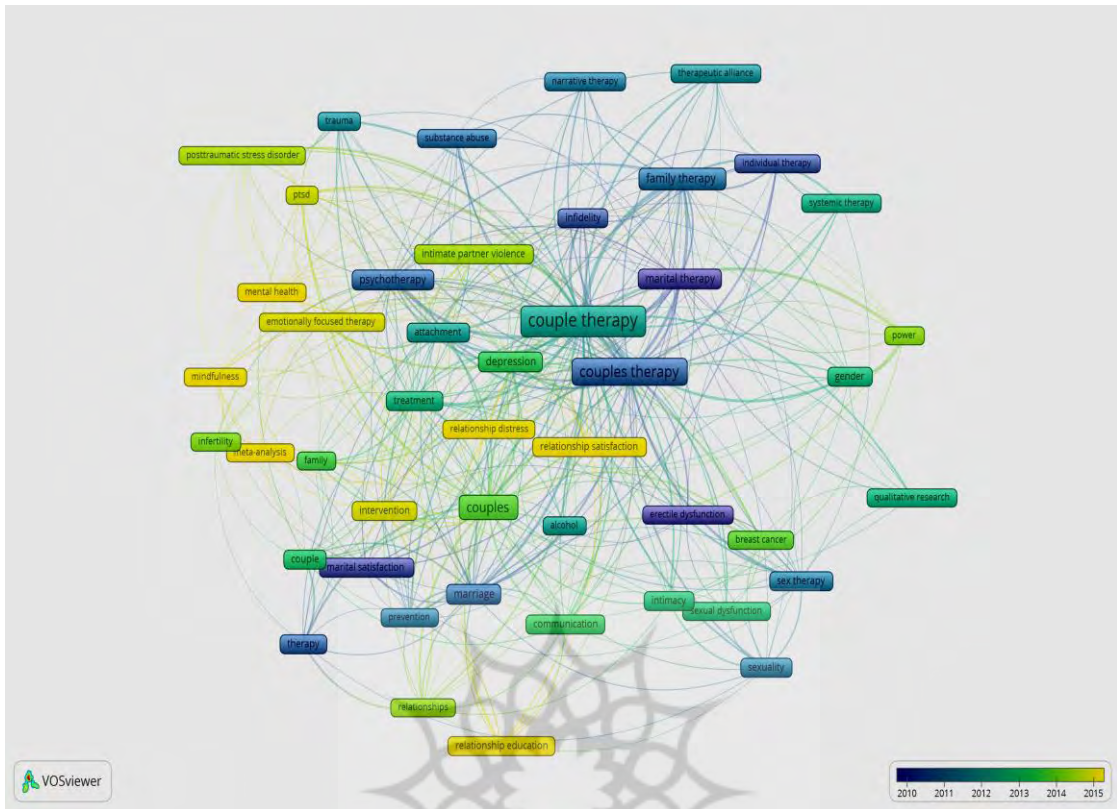 narrative therapy
therapeutic alliance
trauma
substance abuse
posttraumatic stress disorder
individual therapy
family therapy
ptsd
systemic therapy
infidelity
intimate partner violence
psychotherapy
marital therapy
mental health
emotionally focused therapy
couple therapy
attachment
power
depression
couples therapy
mindfulness
gender
treatment
relationship distress
infertility
relationship satisfaction
meta-analysis
family
qualitative research
intervention
couples
erectile dysfunction
alcohol
breast cancer
couple
marital satisfaction
sex therapy
marriage
intimacy
sexual dysfunction
prevention
communication
therapy
sexuality
relationships
relationship education
VOSviewer
2010 2011 2012 2013 2014 2015